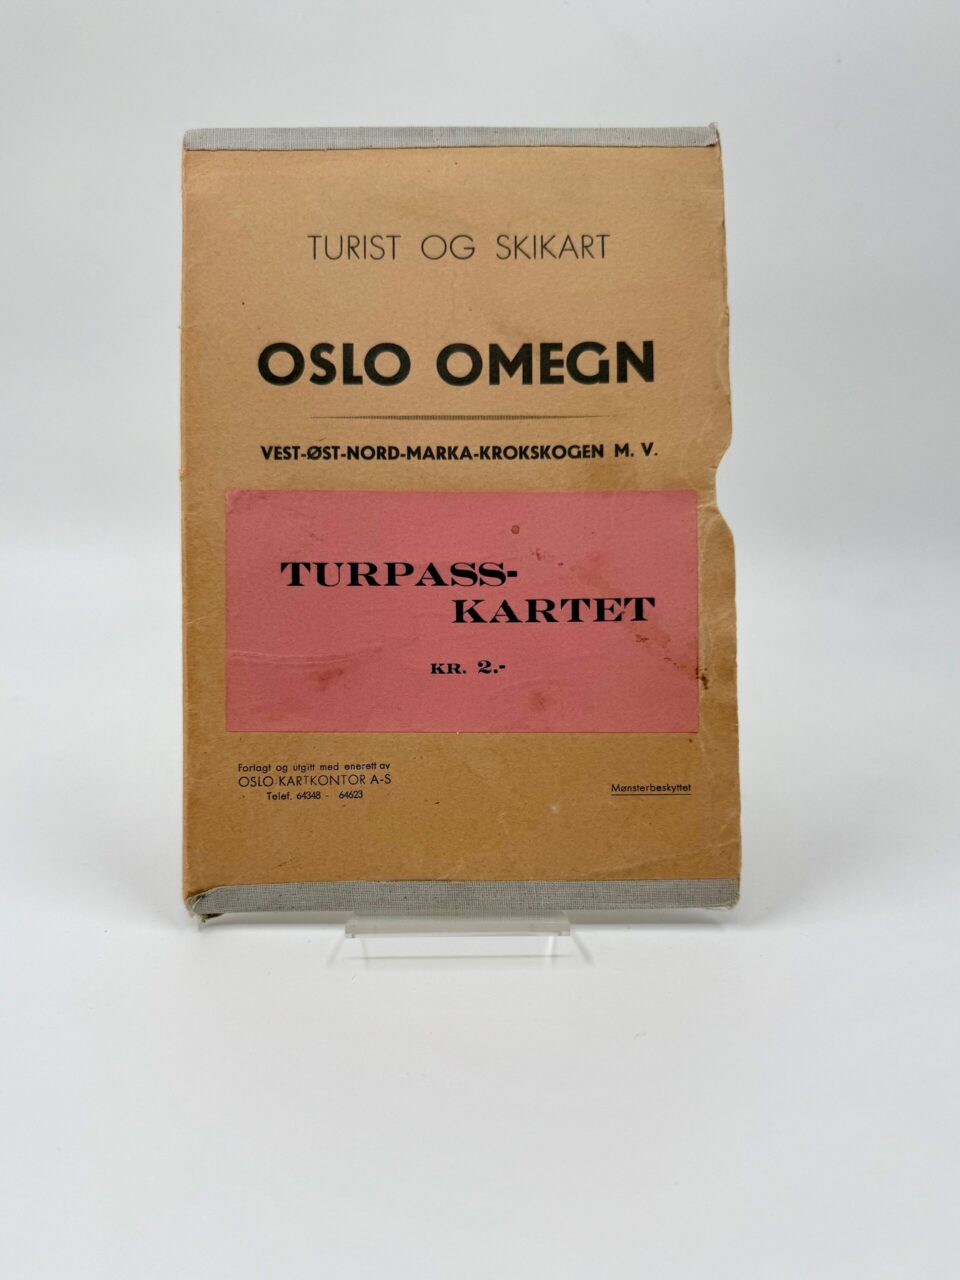 TURIST OG SKIKART
OSLO OMEGN
VEST-ØST-NORD-MARKA-KROKSKOGEN M. V.
TURPASS-
KARTET
KR. 2.-
Forlagt og utgitt med enerett av
OSLO KARTKONTOR A-S
Telef. 64348 - 64623
Mønsterbeskyttet